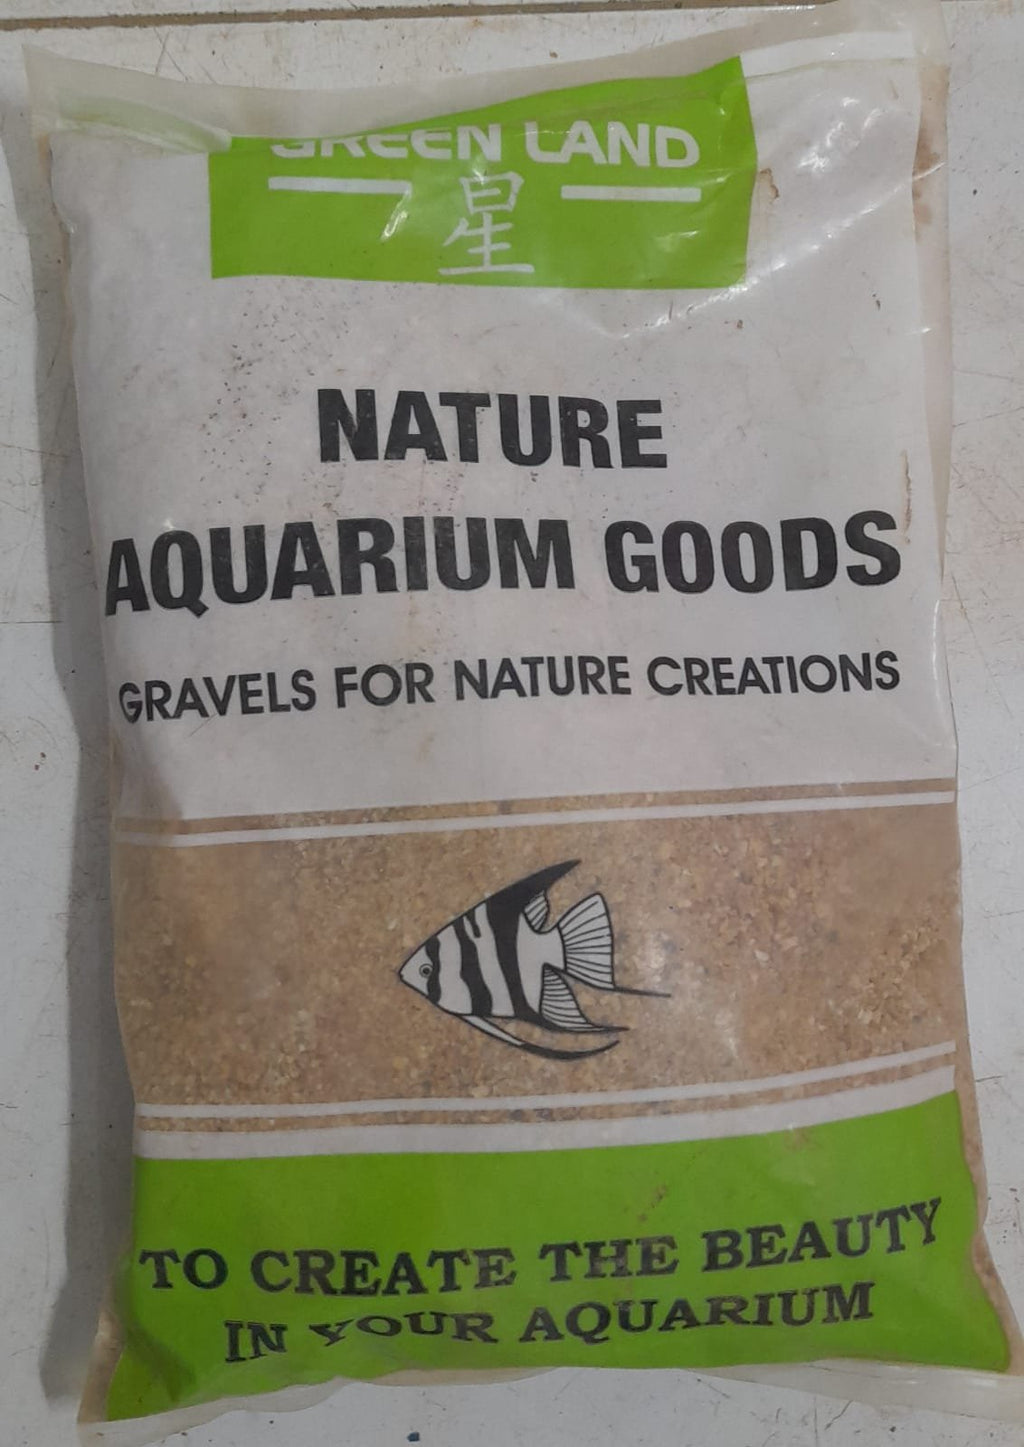 GREEN LAND
星
NATURE
AQUARIUM GOODS
GRAVELS FOR NATURE CREATIONS
TO CREATE THE BEAUTY
IN YOUR AQUARIUM